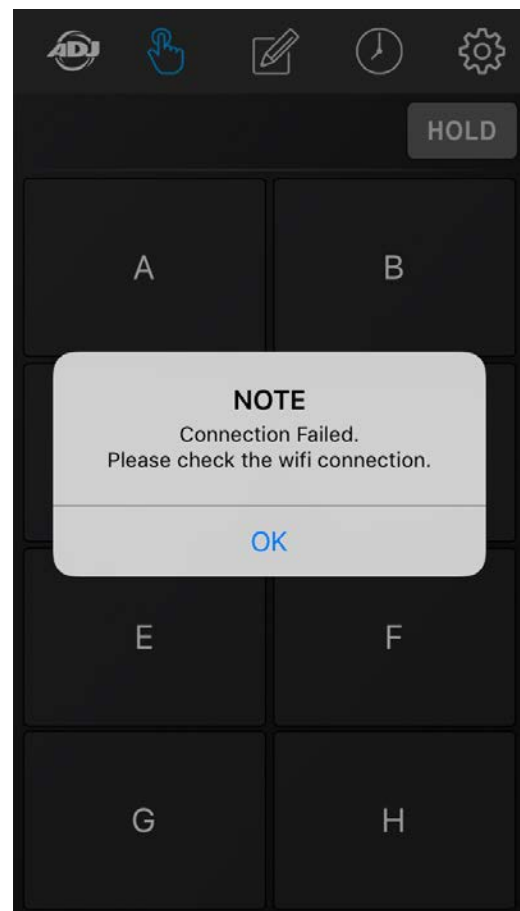 ADJ
HOLD
A B
NOTE
Connection Failed.
Please check the wifi connection.
OK
E F
G H